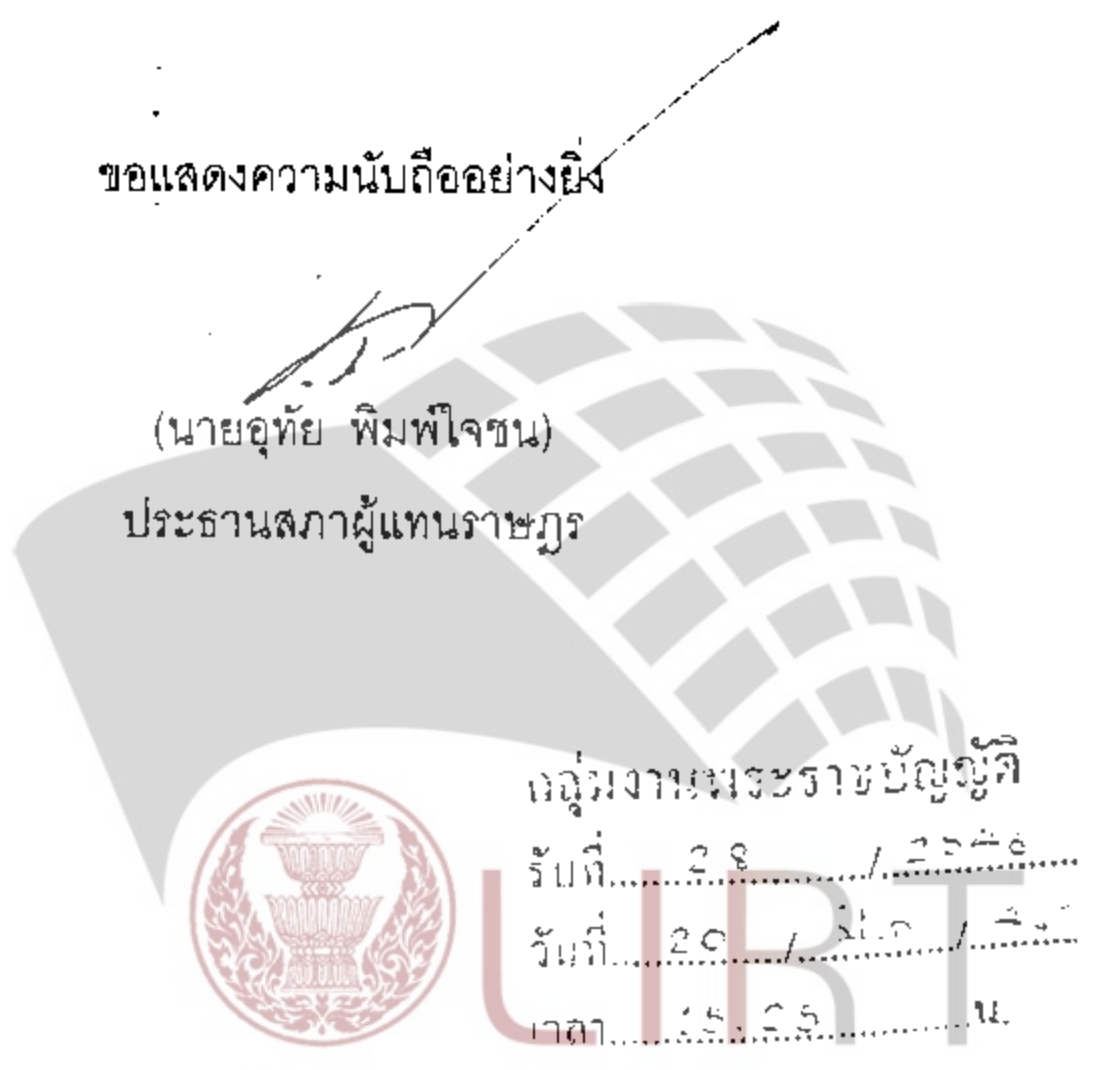 ขอแสดงความนับถืออย่างยิ่ง
(นายอุทัย พิมพ์ใจชน)
ประธานสภาผู้แทนราษฎร
กลุ่มงานพระราชบัญญัติ
รับที่ /
วันที่ / /
เวลา น.
LIRT